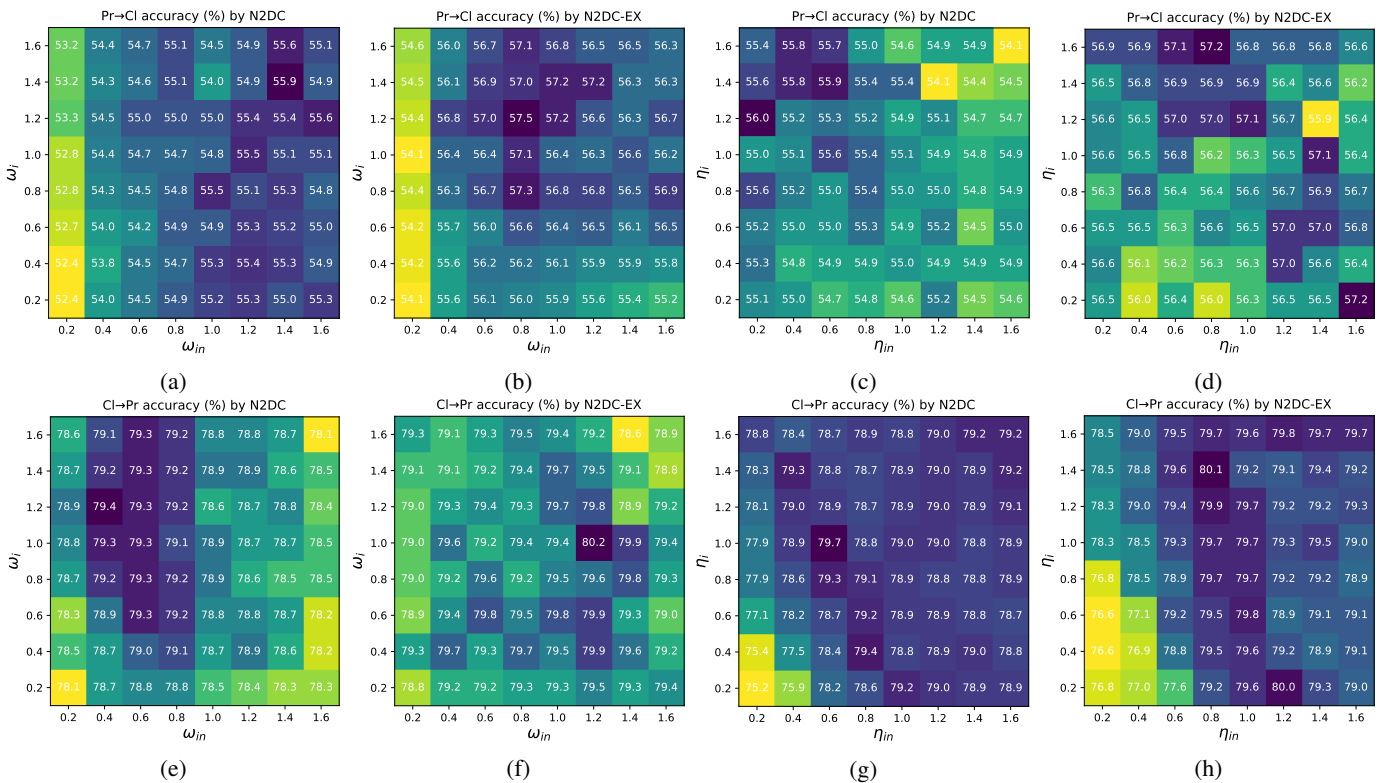 Pr→Cl accuracy (%) by N2DC
1.6 53.2 54.4 54.7 55.1 54.5 54.9 55.6 55.1
1.4 53.2 54.3 54.6 55.1 54.0 54.9 55.9 54.9
1.2 53.3 54.5 55.0 55.0 55.0 55.4 55.4 55.6
1.0 52.8 54.4 54.7 54.7 54.8 55.5 55.1 55.1
0.8 52.8 54.3 54.5 54.8 55.5 55.1 55.3 54.8
0.6 52.7 54.0 54.2 54.9 54.9 55.3 55.2 55.0
0.4 52.4 53.8 54.5 54.7 55.3 55.4 55.3 54.9
0.2 52.4 54.0 54.5 54.9 55.2 55.3 55.0 55.3
0.2 0.4 0.6 0.8 1.0 1.2 1.4 1.6
ω_i
ω_in
(a)
Pr→Cl accuracy (%) by N2DC-EX
1.6 54.6 56.0 56.7 57.1 56.8 56.5 56.5 56.3
1.4 54.5 56.1 56.9 57.0 57.2 57.2 56.3 56.3
1.2 54.4 56.8 57.0 57.5 57.2 56.6 56.3 56.7
1.0 54.1 56.4 56.4 57.1 56.4 56.3 56.6 56.2
0.8 54.4 56.3 56.7 57.3 56.8 56.8 56.5 56.9
0.6 54.2 55.7 56.0 56.6 56.4 56.5 56.1 56.5
0.4 54.2 55.6 56.2 56.2 56.1 55.9 55.9 55.8
0.2 54.1 55.6 56.1 56.0 55.9 55.6 55.4 55.2
0.2 0.4 0.6 0.8 1.0 1.2 1.4 1.6
ω_i
ω_in
(b)
Pr→Cl accuracy (%) by N2DC
1.6 55.4 55.8 55.7 55.0 54.6 54.9 54.9 54.1
1.4 55.6 55.8 55.9 55.4 55.4 54.1 54.4 54.5
1.2 56.0 55.2 55.3 55.2 54.9 55.1 54.7 54.7
1.0 55.0 55.1 55.6 55.4 55.1 54.9 54.8 54.9
0.8 55.6 55.2 55.0 55.4 55.0 55.0 54.8 54.9
0.6 55.2 55.0 55.0 55.3 54.9 55.2 54.5 55.0
0.4 55.3 54.8 54.9 54.9 54.9 54.9 54.9 54.9
0.2 55.1 55.0 54.7 54.8 54.6 55.2 54.5 54.6
0.2 0.4 0.6 0.8 1.0 1.2 1.4 1.6
η_i
η_in
(c)
Pr→Cl accuracy (%) by N2DC-EX
1.6 56.9 56.9 57.1 57.2 56.8 56.8 56.8 56.6
1.4 56.5 56.8 56.9 56.9 56.9 56.4 56.6 56.2
1.2 56.6 56.5 57.0 57.0 57.1 56.7 55.9 56.4
1.0 56.6 56.5 56.8 56.2 56.3 56.5 57.1 56.4
0.8 56.3 56.8 56.4 56.4 56.6 56.7 56.9 56.7
0.6 56.5 56.5 56.3 56.6 56.5 57.0 57.0 56.8
0.4 56.6 56.1 56.2 56.3 56.3 57.0 56.6 56.4
0.2 56.5 56.0 56.4 56.0 56.3 56.5 56.5 57.2
0.2 0.4 0.6 0.8 1.0 1.2 1.4 1.6
η_i
η_in
(d)
Cl→Pr accuracy (%) by N2DC
1.6 78.6 79.1 79.3 79.2 78.8 78.8 78.7 78.1
1.4 78.7 79.2 79.3 79.2 78.9 78.9 78.6 78.5
1.2 78.9 79.4 79.3 79.2 78.6 78.7 78.8 78.4
1.0 78.8 79.3 79.3 79.1 78.9 78.7 78.7 78.5
0.8 78.7 79.2 79.3 79.2 78.9 78.6 78.5 78.5
0.6 78.3 78.9 79.3 79.2 78.8 78.8 78.7 78.2
0.4 78.5 78.7 79.0 79.1 78.7 78.6 78.9 78.2
0.2 78.1 78.7 78.8 78.8 78.5 78.4 78.3 78.3
0.2 0.4 0.6 0.8 1.0 1.2 1.4 1.6
ω_i
ω_in
(e)
Cl→Pr accuracy (%) by N2DC-EX
1.6 79.3 79.1 79.3 79.5 79.4 79.2 78.6 78.9
1.4 79.1 79.1 79.2 79.4 79.7 79.5 79.1 78.8
1.2 79.0 79.3 79.4 79.3 79.7 79.8 78.9 79.2
1.0 79.0 79.6 79.2 79.4 79.4 80.2 79.9 79.4
0.8 79.0 79.2 79.6 79.2 79.6 79.6 79.8 79.3
0.6 78.9 79.4 79.8 79.5 79.8 79.9 79.3 79.0
0.4 79.3 79.7 79.3 79.7 79.5 79.9 79.6 79.2
0.2 78.8 79.2 79.2 79.3 79.5 79.3 79.3 79.4
0.2 0.4 0.6 0.8 1.0 1.2 1.4 1.6
ω_i
ω_in
(f)
Cl→Pr accuracy (%) by N2DC
1.6 78.8 78.4 78.7 78.9 78.8 79.0 79.2 79.2
1.4 78.3 79.3 78.8 78.7 78.9 79.0 78.9 79.2
1.2 78.1 79.0 78.9 78.7 78.9 79.0 78.9 79.1
1.0 77.9 78.9 79.7 78.8 79.0 79.0 78.8 78.9
0.8 77.9 78.6 79.3 79.1 78.9 78.8 78.8 78.9
0.6 77.1 78.2 78.7 79.2 78.9 78.9 78.8 78.7
0.4 75.4 77.5 78.4 79.4 78.8 78.9 79.0 78.8
0.2 75.2 75.9 78.2 78.6 79.2 79.0 78.9 78.9
0.2 0.4 0.6 0.8 1.0 1.2 1.4 1.6
η_i
η_in
(g)
Cl→Pr accuracy (%) by N2DC-EX
1.6 78.5 79.0 79.5 79.7 79.6 79.8 79.7 79.7
1.4 78.5 78.8 79.6 80.1 79.2 79.1 79.4 79.2
1.2 78.3 79.0 79.4 79.9 79.7 79.2 79.2 79.3
1.0 78.3 78.5 79.3 79.7 79.7 79.3 79.5 79.0
0.8 76.8 78.5 78.9 79.7 79.7 79.2 79.2 78.9
0.6 76.6 77.1 79.2 79.5 79.8 78.9 79.1 79.1
0.4 76.6 76.9 78.8 79.5 79.6 79.2 78.9 79.1
0.2 76.8 77.0 77.6 79.2 79.6 80.0 79.3 79.0
0.2 0.4 0.6 0.8 1.0 1.2 1.4 1.6
η_i
η_in
(h)